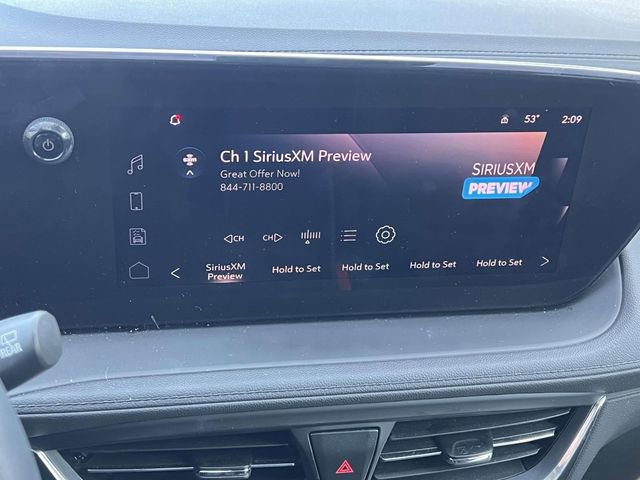 53° 2:09
Ch 1 SiriusXM Preview
Great Offer Now!
844-711-8800
SIRIUSXM
PREVIEW
CH CH
SiriusXM
Preview
Hold to Set Hold to Set Hold to Set Hold to Set
REAR